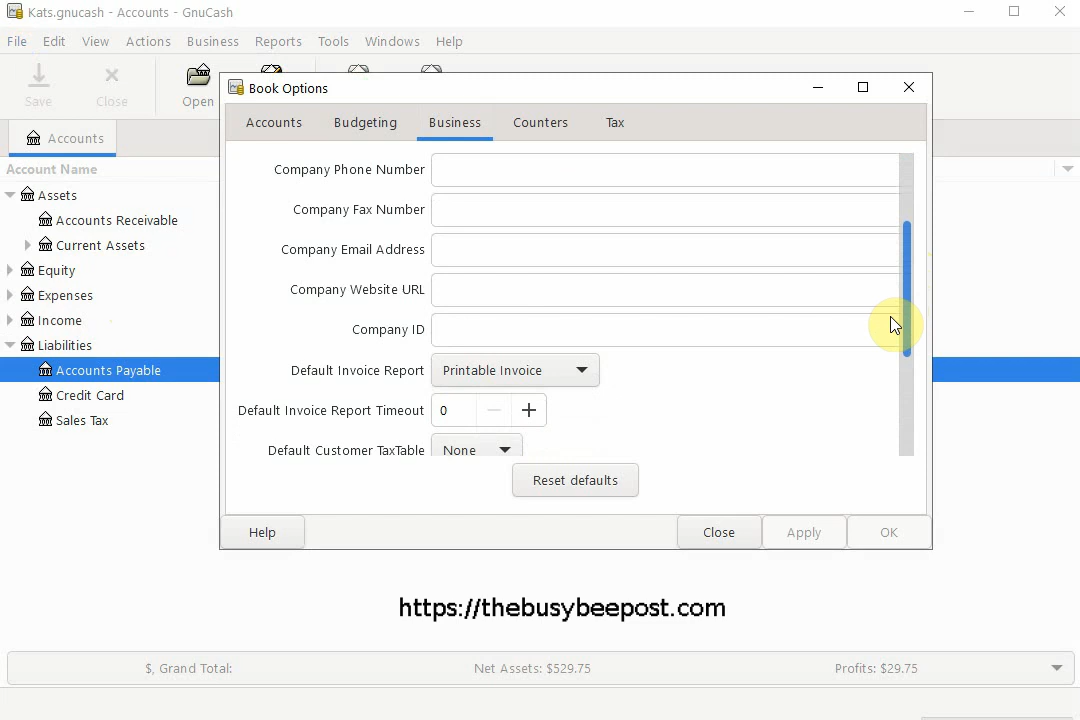 Kats.gnucash - Accounts - GnuCash
File Edit View Actions Business Reports Tools Windows Help
Save Close Open
Book Options
Accounts Budgeting Business Counters Tax
Accounts
Account Name
Assets
Accounts Receivable
Current Assets
Equity
Expenses
Income
Liabilities
Accounts Payable
Credit Card
Sales Tax
Company Phone Number
Company Fax Number
Company Email Address
Company Website URL
Company ID
Default Invoice Report Printable Invoice
Default Invoice Report Timeout 0
Default Customer TaxTable None
Reset defaults
Help Close Apply OK
https://thebusybeepost.com
$, Grand Total: Net Assets: $529.75 Profits: $29.75